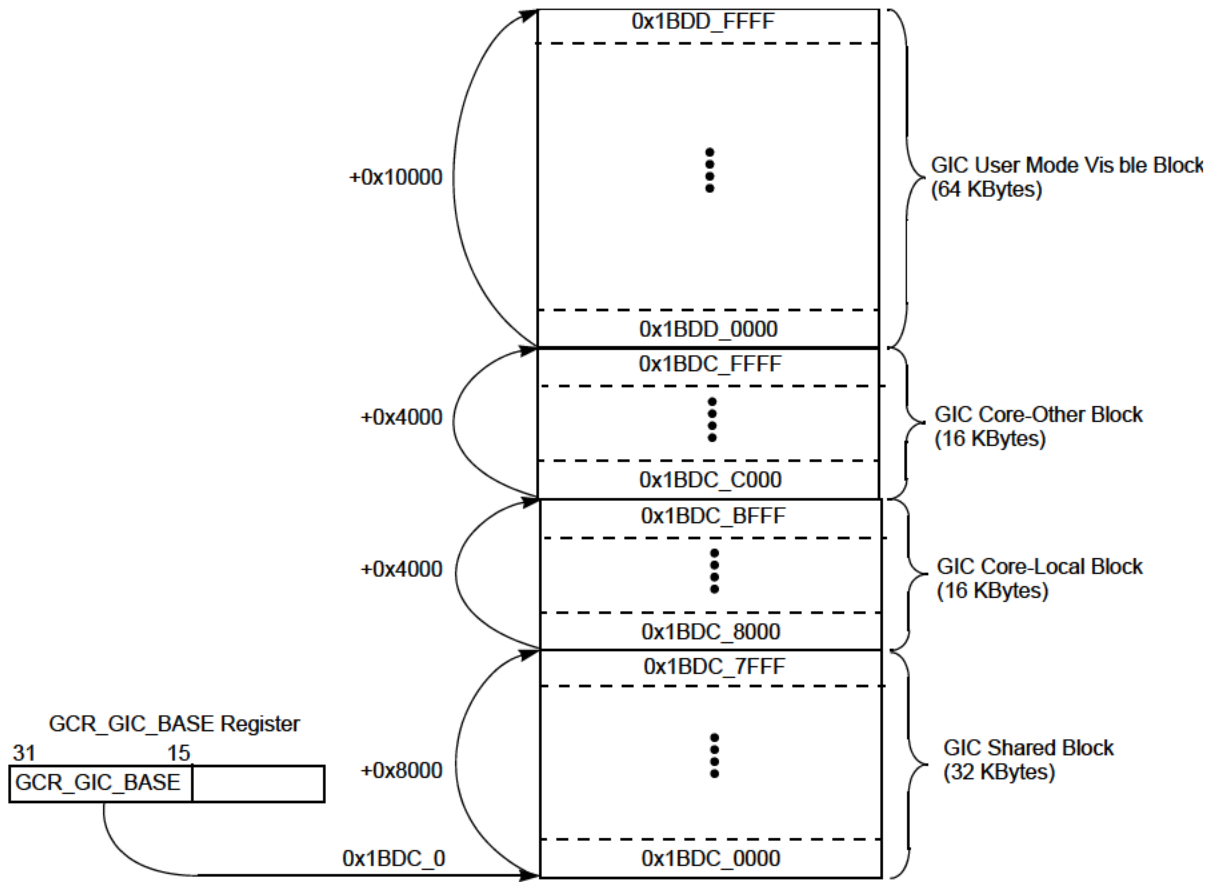 0x1BDD_FFFF
+0x10000
GIC User Mode Vis ble Block
(64 KBytes)
0x1BDD_0000
0x1BDC_FFFF
+0x4000
GIC Core-Other Block
(16 KBytes)
0x1BDC_C000
0x1BDC_BFFF
+0x4000
GIC Core-Local Block
(16 KBytes)
0x1BDC_8000
0x1BDC_7FFF
GCR_GIC_BASE Register
31 15
GCR_GIC_BASE
+0x8000
GIC Shared Block
(32 KBytes)
0x1BDC_0
0x1BDC_0000